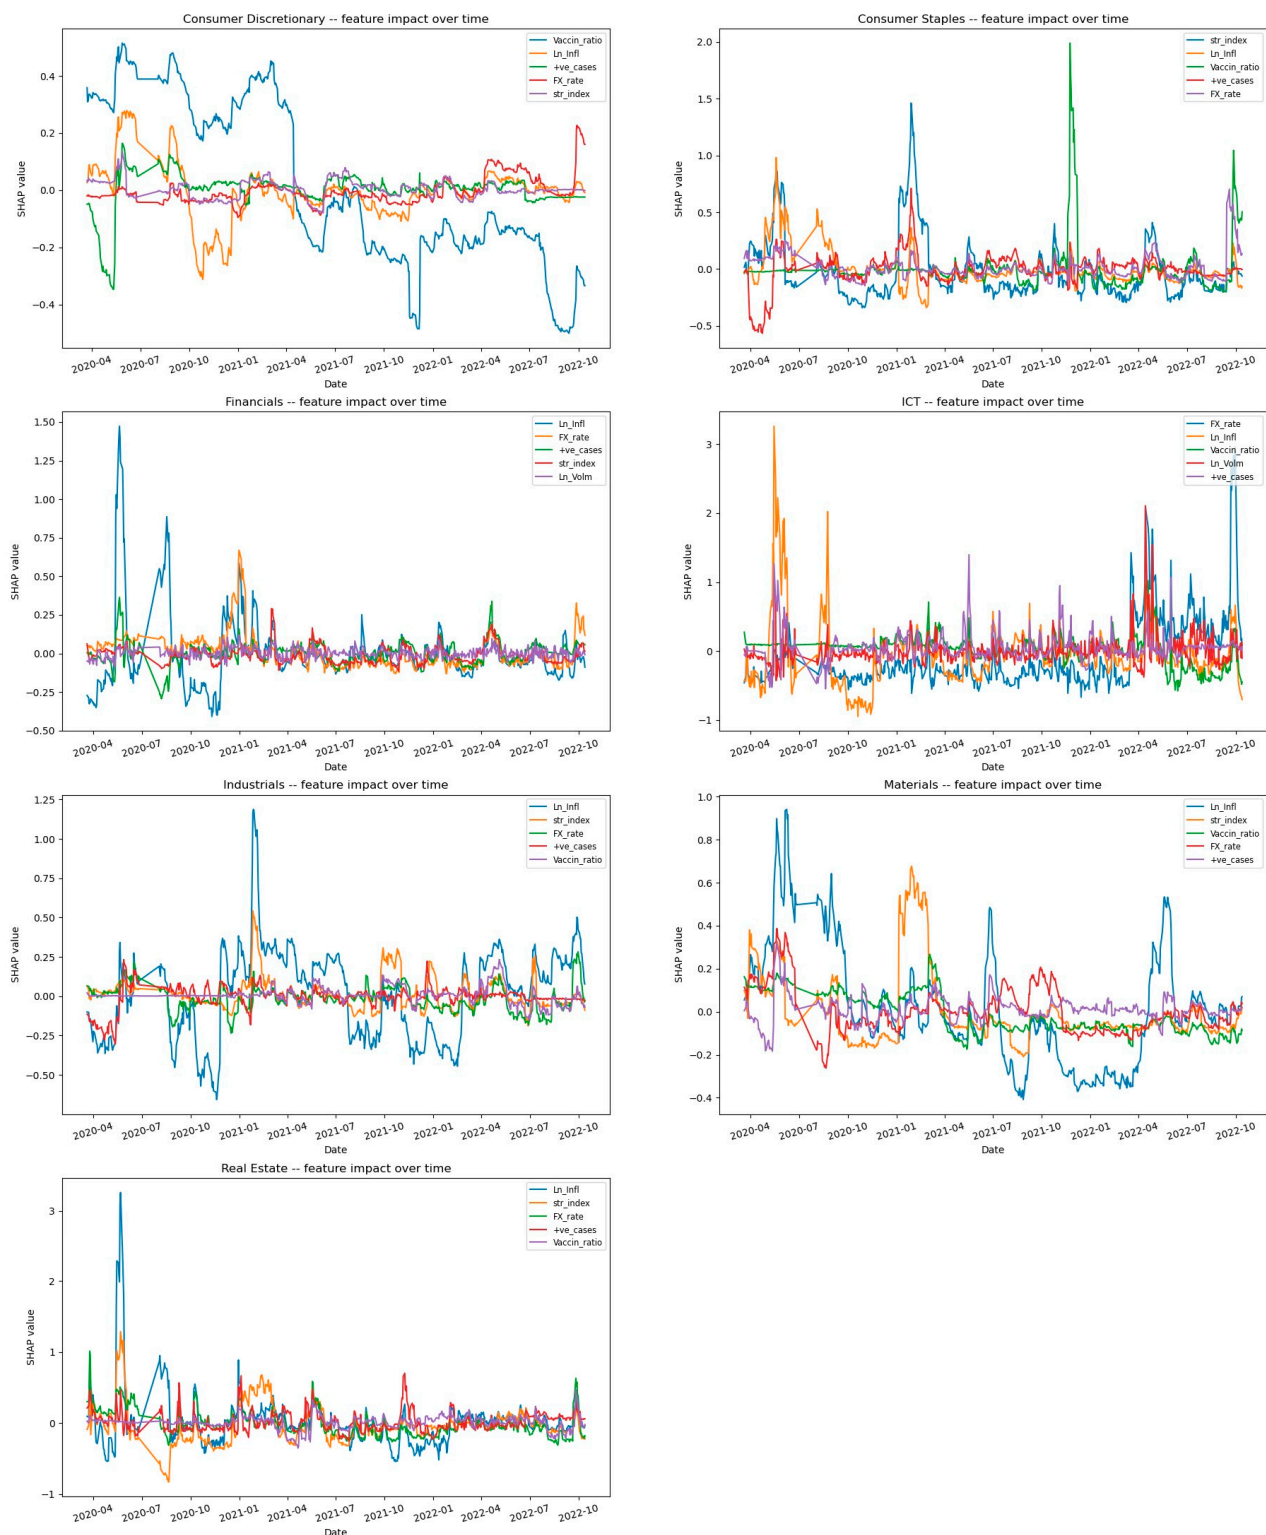 Consumer Discretionary -- feature impact over time
SHAP value
0.4
0.2
0.0
−0.2
−0.4
Vaccin_ratio
Ln_Infl
+ve_cases
FX_rate
str_index
2020-04 2020-07 2020-10 2021-01 2021-04 2021-07 2021-10 2022-01 2022-04 2022-07 2022-10
Date
Consumer Staples -- feature impact over time
SHAP value
2.0
1.5
1.0
0.5
0.0
−0.5
str_index
Ln_Infl
Vaccin_ratio
+ve_cases
FX_rate
2020-04 2020-07 2020-10 2021-01 2021-04 2021-07 2021-10 2022-01 2022-04 2022-07 2022-10
Date
Financials -- feature impact over time
SHAP value
1.50
1.25
1.00
0.75
0.50
0.25
0.00
−0.25
−0.50
Ln_Infl
FX_rate
+ve_cases
str_index
Ln_Volm
2020-04 2020-07 2020-10 2021-01 2021-04 2021-07 2021-10 2022-01 2022-04 2022-07 2022-10
Date
ICT -- feature impact over time
SHAP value
3
2
1
0
−1
FX_rate
Ln_Infl
Vaccin_ratio
Ln_Volm
+ve_cases
2020-04 2020-07 2020-10 2021-01 2021-04 2021-07 2021-10 2022-01 2022-04 2022-07 2022-10
Date
Industrials -- feature impact over time
SHAP value
1.25
1.00
0.75
0.50
0.25
0.00
−0.25
−0.50
Ln_Infl
str_index
FX_rate
+ve_cases
Vaccin_ratio
2020-04 2020-07 2020-10 2021-01 2021-04 2021-07 2021-10 2022-01 2022-04 2022-07 2022-10
Date
Materials -- feature impact over time
SHAP value
1.0
0.8
0.6
0.4
0.2
0.0
−0.2
−0.4
Ln_Infl
str_index
Vaccin_ratio
FX_rate
+ve_cases
2020-04 2020-07 2020-10 2021-01 2021-04 2021-07 2021-10 2022-01 2022-04 2022-07 2022-10
Date
Real Estate -- feature impact over time
SHAP value
3
2
1
0
−1
Ln_Infl
str_index
FX_rate
+ve_cases
Vaccin_ratio
2020-04 2020-07 2020-10 2021-01 2021-04 2021-07 2021-10 2022-01 2022-04 2022-07 2022-10
Date